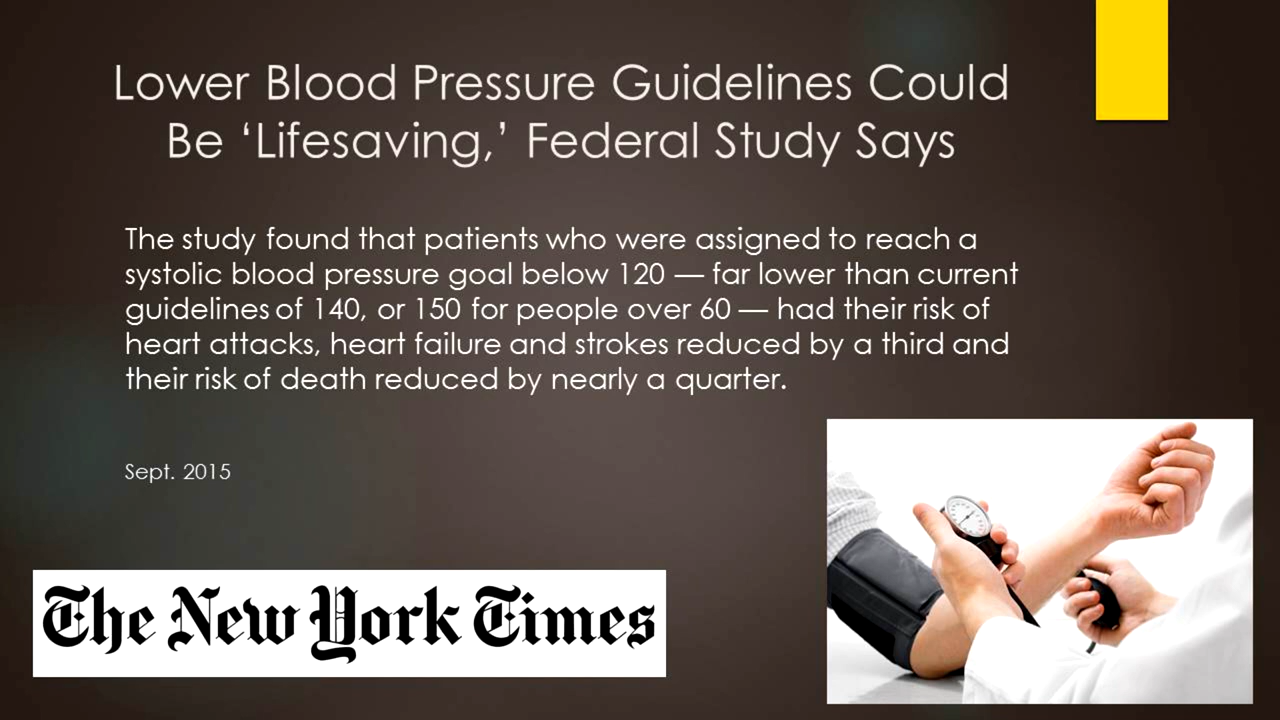 Lower Blood Pressure Guidelines Could
Be ‘Lifesaving,’ Federal Study Says
The study found that patients who were assigned to reach a
systolic blood pressure goal below 120 — far lower than current
guidelines of 140, or 150 for people over 60 — had their risk of
heart attacks, heart failure and strokes reduced by a third and
their risk of death reduced by nearly a quarter.
Sept. 2015
The New York Times